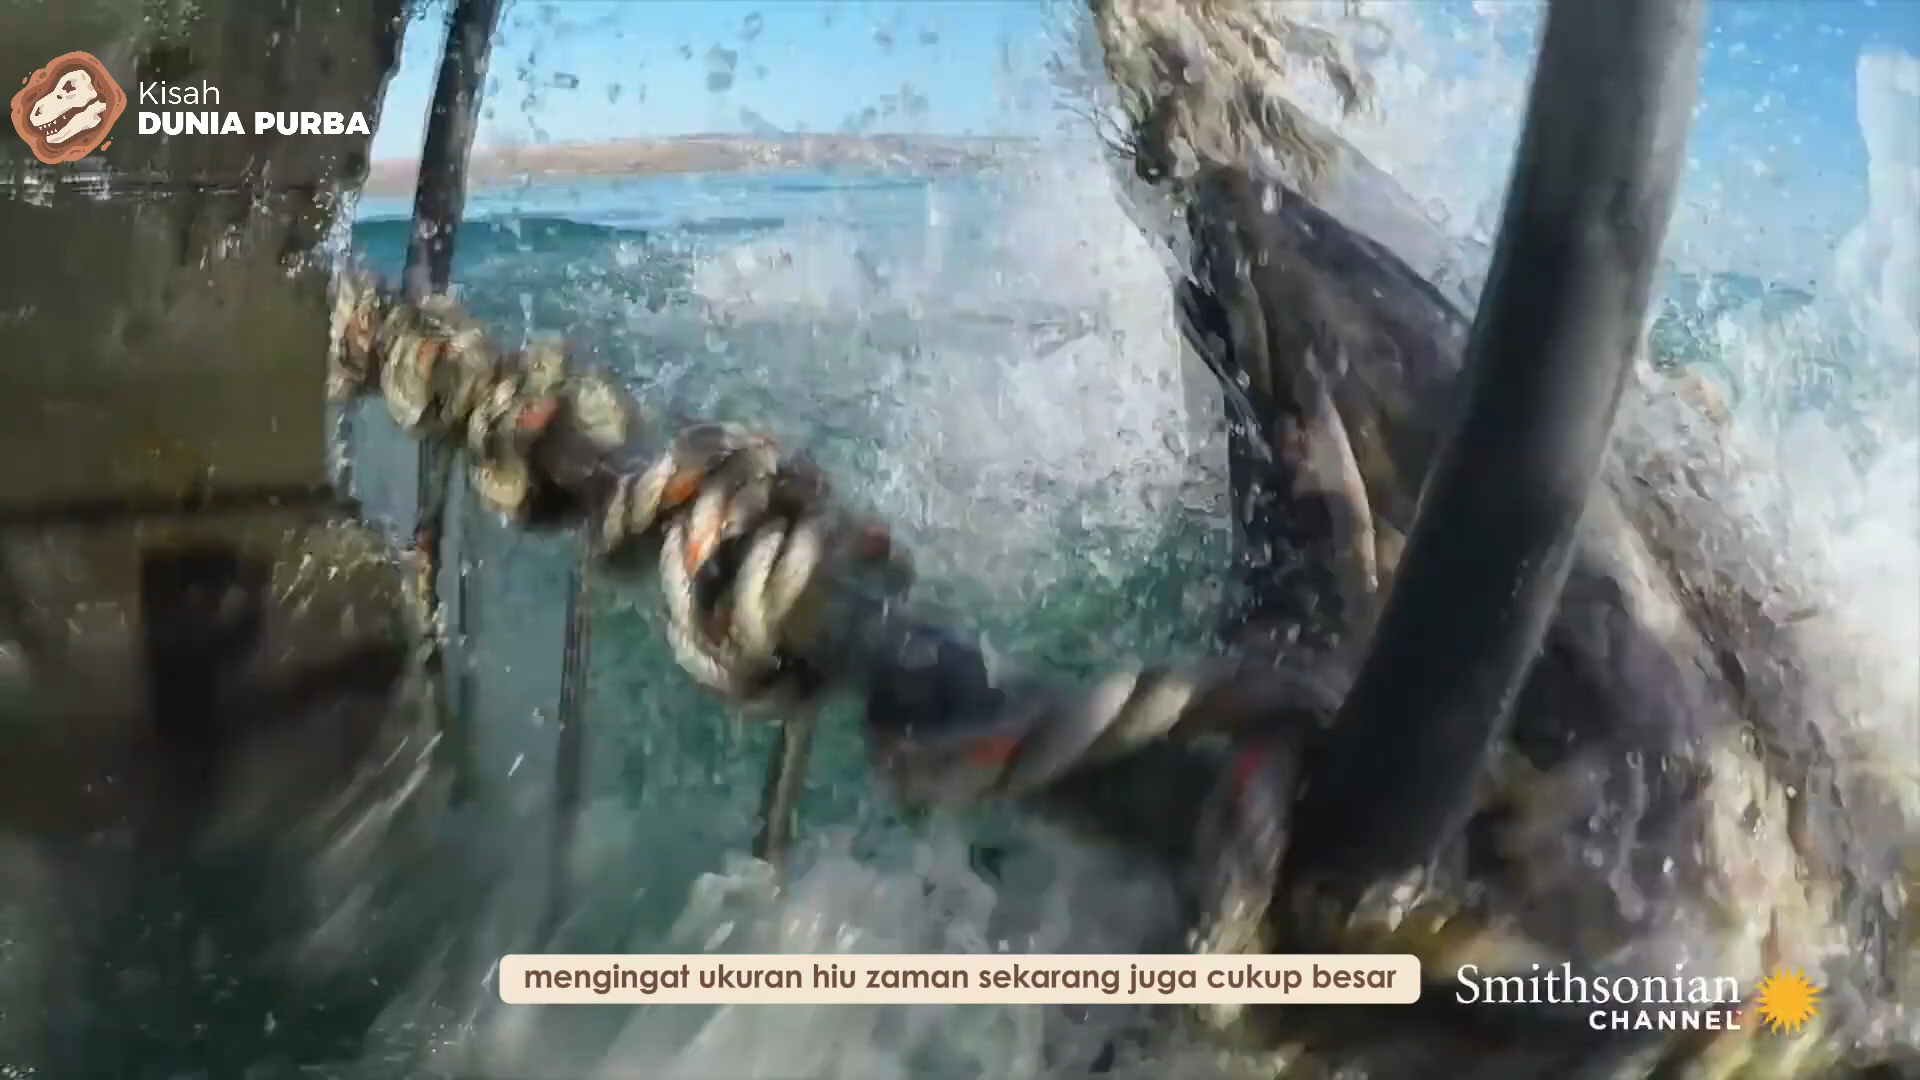 Kisah
DUNIA PURBA
mengingat ukuran hiu zaman sekarang juga cukup besar
Smithsonian
CHANNEL